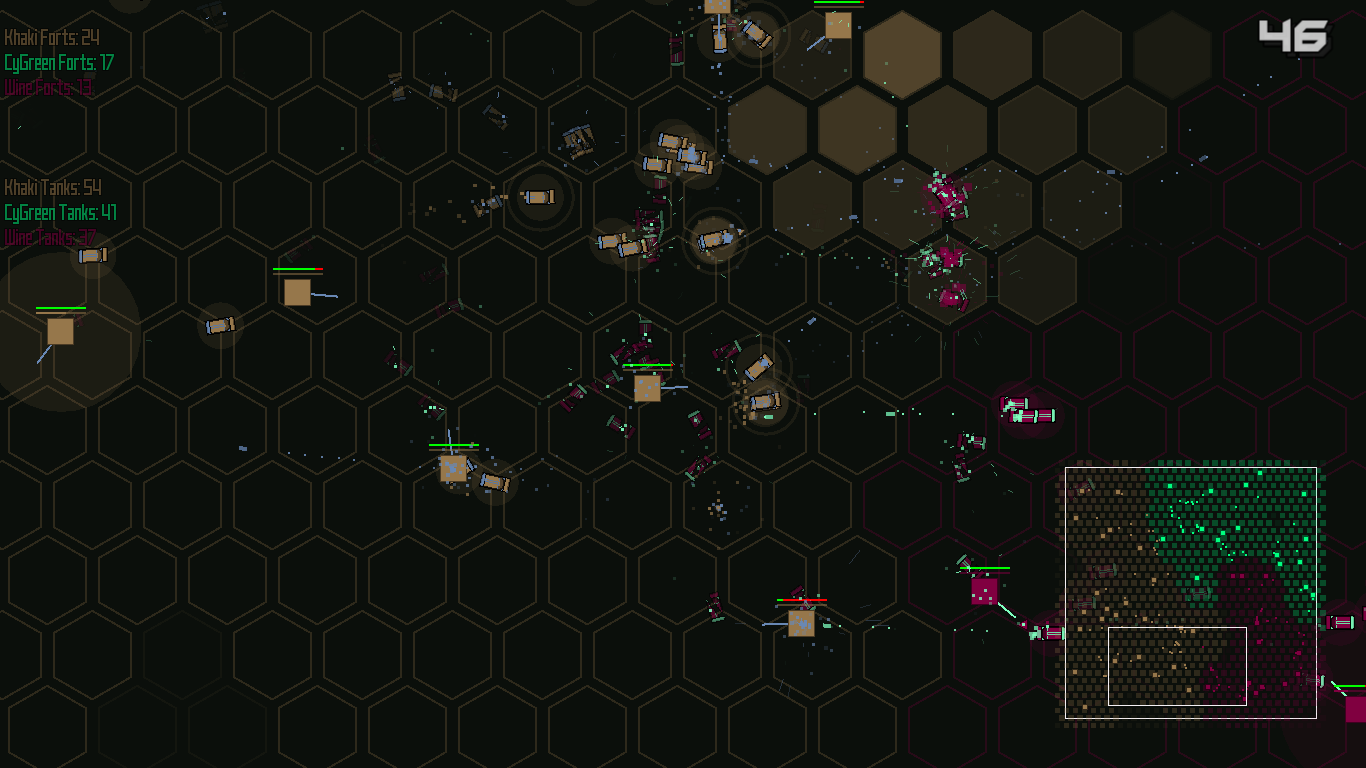 Khaki Forts: 24
46
CyGreen Forts: 17
Wine Forts: 13
Khaki Tanks: 54
CyGreen Tanks: 41
Wine Tanks: 37